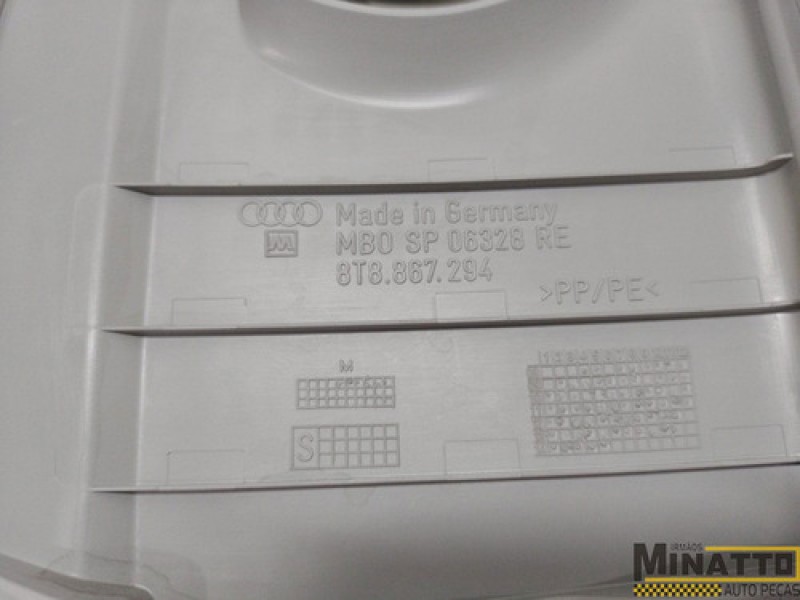 Made in Germany
M MBO SP 06328 RE
8T8.867.294
>PP/PE<
M
S
IRMÃOS
MINATTO
AUTO PEÇAS